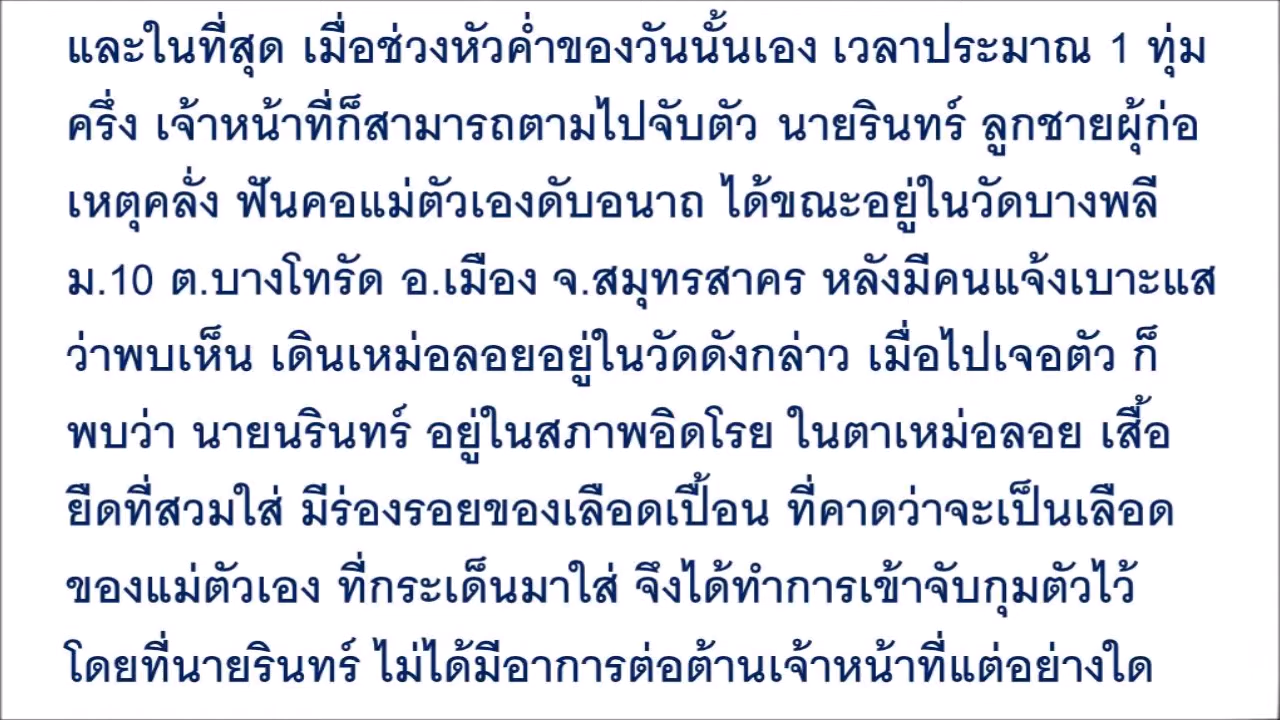 และในที่สุด เมื่อช่วงหัวค่ำของวันนั้นเอง เวลาประมาณ 1 ทุ่ม
ครึ่ง เจ้าหน้าที่ก็สามารถตามไปจับตัว นายรินทร์ ลูกชายผุ้ก่อ
เหตุคลั่ง ฟันคอแม่ตัวเองดับอนาถ ได้ขณะอยู่ในวัดบางพลี
ม.10 ต.บางโทรัด อ.เมือง จ.สมุทรสาคร หลังมีคนแจ้งเบาะแส
ว่าพบเห็น เดินเหม่อลอยอยู่ในวัดดังกล่าว เมื่อไปเจอตัว ก็
พบว่า นายนรินทร์ อยู่ในสภาพอิดโรย ในตาเหม่อลอย เสื้อ
ยืดที่สวมใส่ มีร่องรอยของเลือดเปื้อน ที่คาดว่าจะเป็นเลือด
ของแม่ตัวเอง ที่กระเด็นมาใส่ จึงได้ทำการเข้าจับกุมตัวไว้
โดยที่นายรินทร์ ไม่ได้มีอาการต่อต้านเจ้าหน้าที่แต่อย่างใด